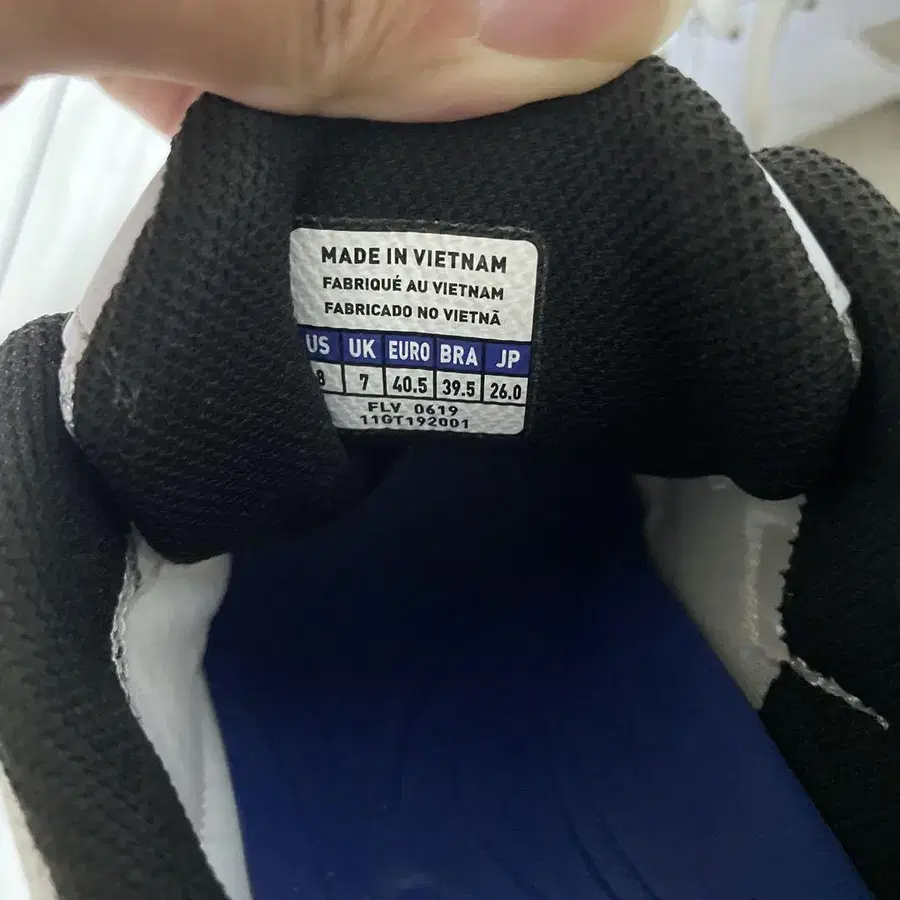 MADE IN VIETNAM
FABRIQUÉ AU VIETNAM
FABRICADO NO VIETNÃ
US UK EURO BRA JP
8 7 40.5 39.5 26.0
FLV 0619
11GT192001